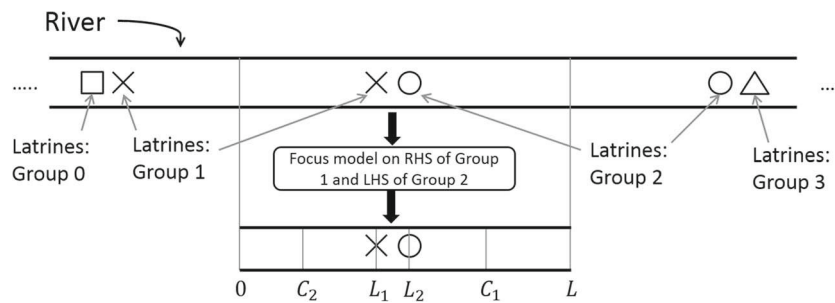 River
.....
...
Latrines:
Group 0
Latrines:
Group 1
Focus model on RHS of Group
1 and LHS of Group 2
Latrines:
Group 2
Latrines:
Group 3
0 C₂ L₁ L₂ C₁ L